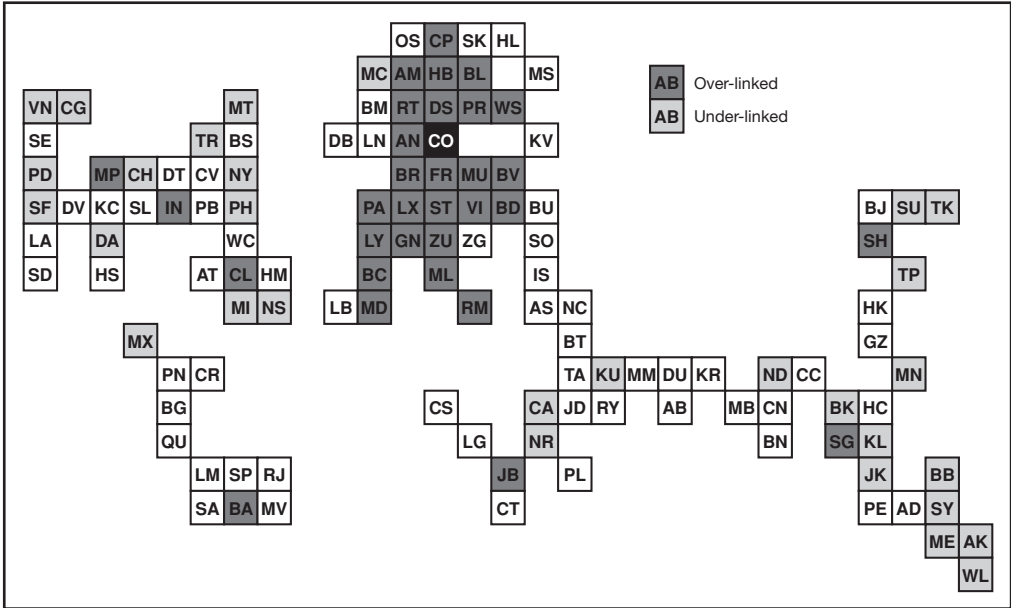 OS CP SK HL
MC AM HB BL MS
AB Over-linked
VN CG MT BM RT DS PR WS
AB Under-linked
SE TR BS DB LN AN CO KV
PD MP CH DT CV NY BR FR MU BV
SF DV KC SL IN PB PH PA LX ST VI BD BU BJ SU TK
LA DA WC LY GN ZU ZG SO SH
SD HS AT CL HM BC ML IS TP
MI NS LB MD RM AS NC HK
MX BT GZ
PN CR TA KU MM DU KR ND CC MN
BG CS CA JD RY AB MB CN BK HC
QU LG NR BN SG KL
LM SP RJ JB PL JK BB
SA BA MV CT PE AD SY
ME AK
WL